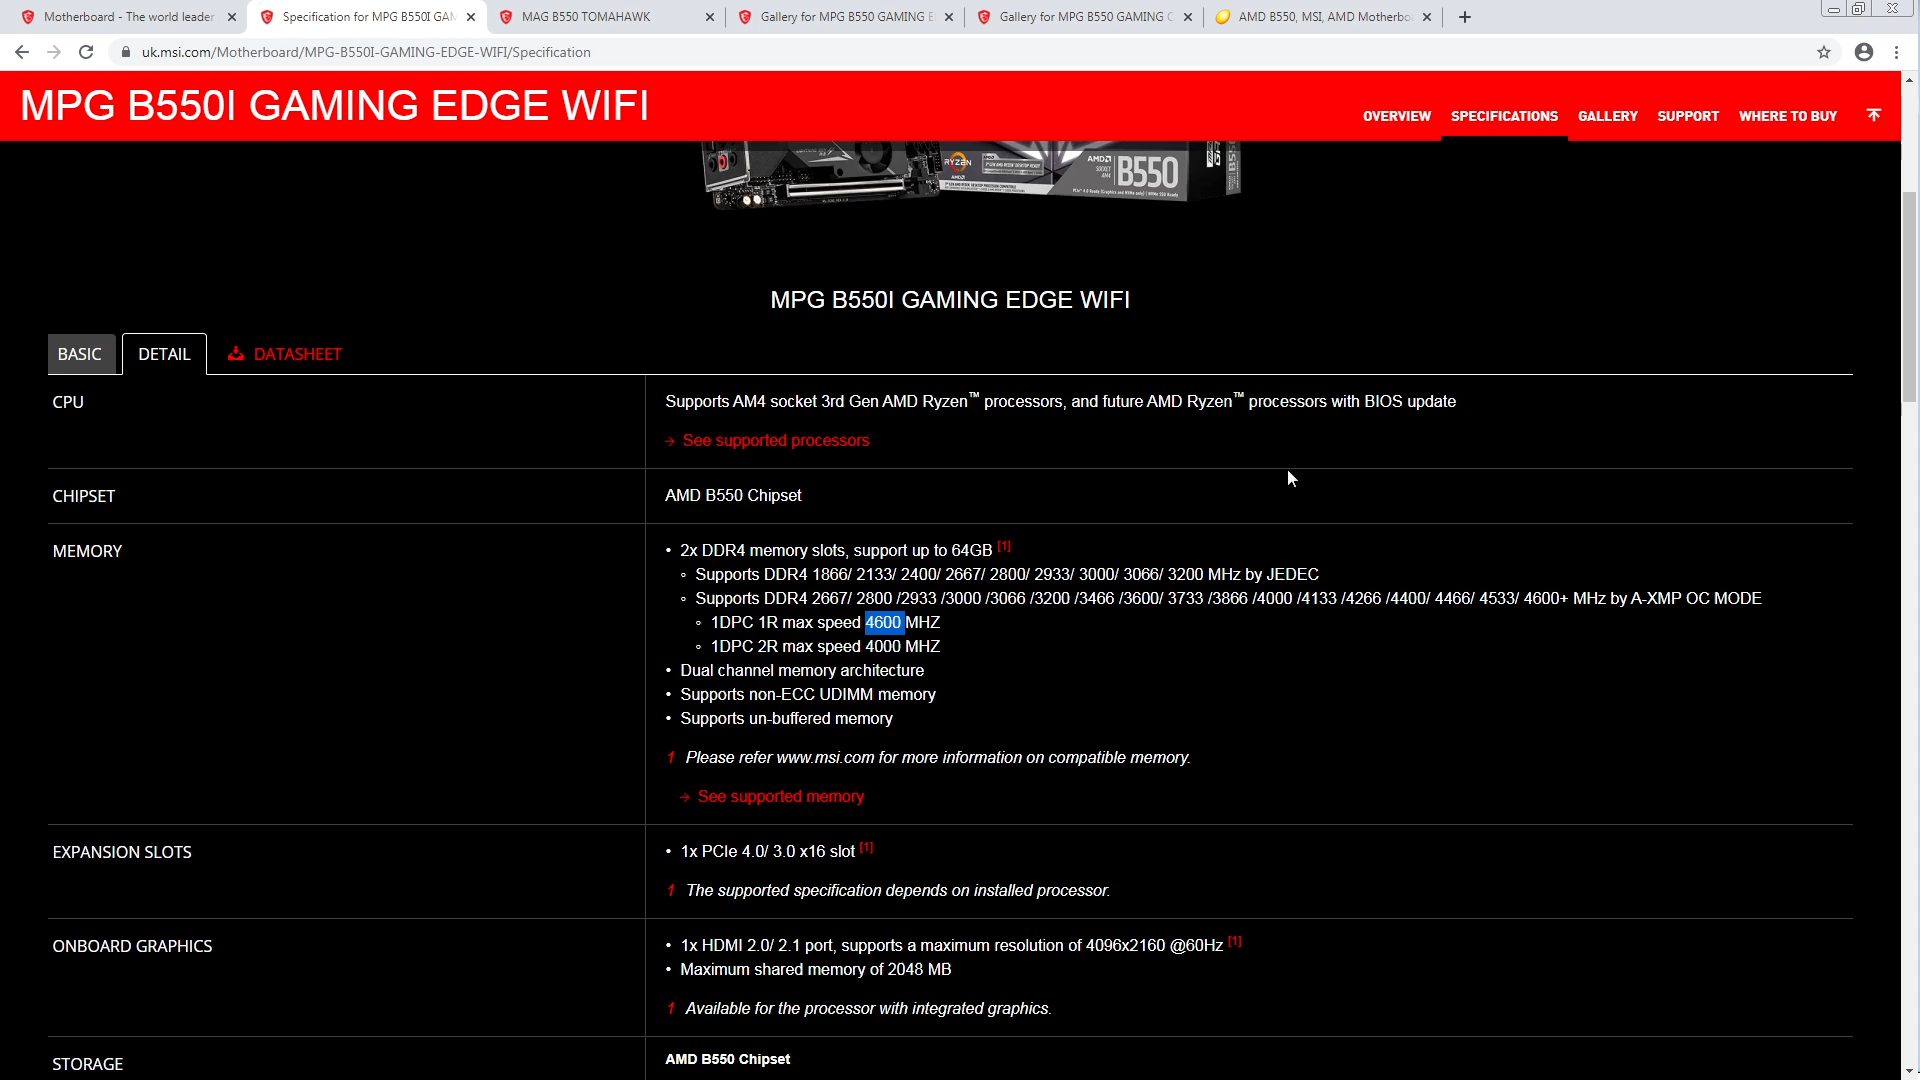 Motherboard - The world leader
Specification for MPG B550I GAM
MAG B550 TOMAHAWK
Gallery for MPG B550 GAMING E
Gallery for MPG B550 GAMING C
AMD B550, MSI, AMD Motherbo
uk.msi.com/Motherboard/MPG-B550I-GAMING-EDGE-WIFI/Specification
MPG B550I GAMING EDGE WIFI
OVERVIEW
SPECIFICATIONS
GALLERY
SUPPORT
WHERE TO BUY
RYZEN
AMD
AMD
SOCKET
AM4
B550
MPG B550I GAMING EDGE WIFI
BASIC
DETAIL
DATASHEET
CPU
Supports AM4 socket 3rd Gen AMD Ryzen™ processors, and future AMD Ryzen™ processors with BIOS update
→ See supported processors
CHIPSET
AMD B550 Chipset
MEMORY
• 2x DDR4 memory slots, support up to 64GB [1]
◦ Supports DDR4 1866/ 2133/ 2400/ 2667/ 2800/ 2933/ 3000/ 3066/ 3200 MHz by JEDEC
◦ Supports DDR4 2667/ 2800 /2933 /3000 /3066 /3200 /3466 /3600/ 3733 /3866 /4000 /4133 /4266 /4400/ 4466/ 4533/ 4600+ MHz by A-XMP OC MODE
◦ 1DPC 1R max speed 4600 MHZ
◦ 1DPC 2R max speed 4000 MHZ
• Dual channel memory architecture
• Supports non-ECC UDIMM memory
• Supports un-buffered memory
1 Please refer www.msi.com for more information on compatible memory.
→ See supported memory
EXPANSION SLOTS
• 1x PCIe 4.0/ 3.0 x16 slot [1]
1 The supported specification depends on installed processor.
ONBOARD GRAPHICS
• 1x HDMI 2.0/ 2.1 port, supports a maximum resolution of 4096x2160 @60Hz [1]
• Maximum shared memory of 2048 MB
1 Available for the processor with integrated graphics.
STORAGE
AMD B550 Chipset